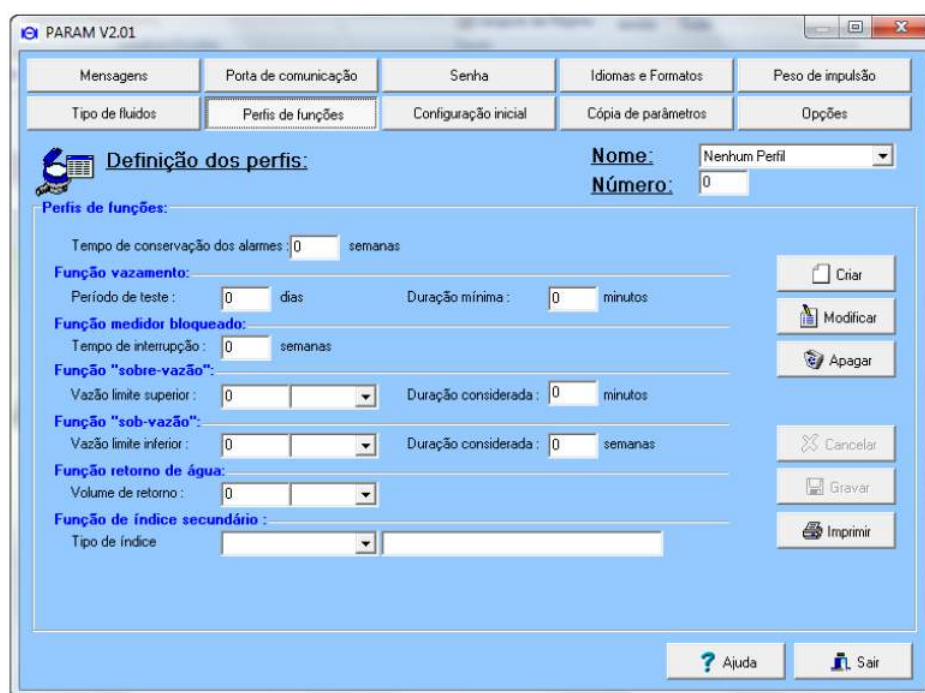 PARAM V2.01
Mensagens Porta de comunicação Senha Idiomas e Formatos Peso de impulsão
Tipo de fluidos Perfis de funções Configuração inicial Cópia de parâmetros Opções
Definição dos perfis: Nome: Nenhum Perfil
Número: 0
Perfis de funções:
Tempo de conservação dos alarmes : 0 semanas
Criar
Função vazamento:
Período de teste : 0 dias Duração mínima : 0 minutos
Modificar
Função medidor bloqueado:
Tempo de interrupção : 0 semanas
Apagar
Função "sobre-vazão":
Vazão limite superior : 0 Duração considerada : 0 minutos
Função "sob-vazão":
Vazão limite inferior : 0 Duração considerada : 0 semanas
Cancelar
Função retorno de água:
Volume de retorno : 0
Gravar
Função de índice secundário :
Tipo de índice
Imprimir
? Ajuda Sair